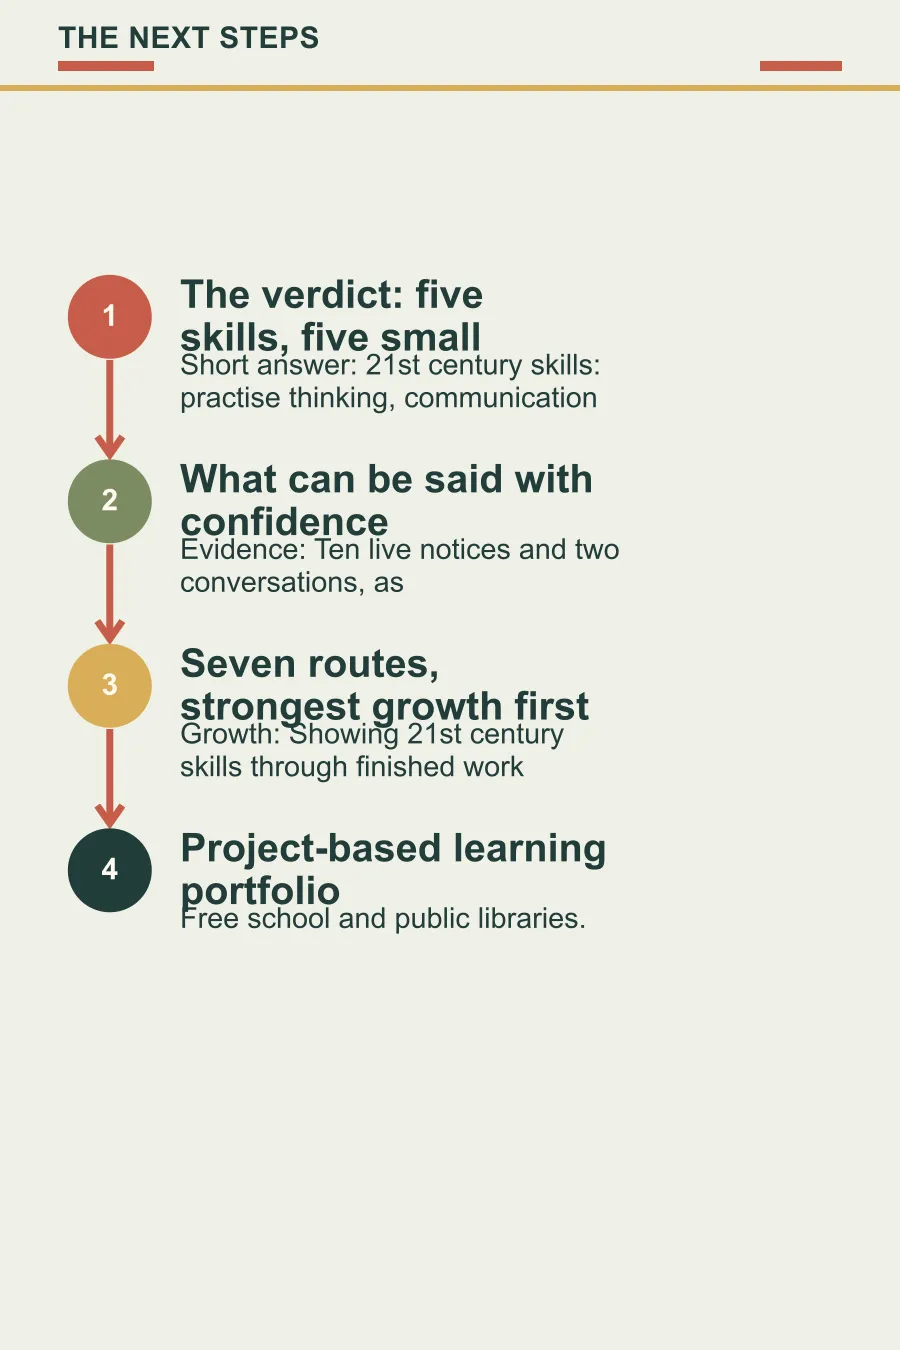 THE NEXT STEPS
1
The verdict: five
skills, five small
Short answer: 21st century skills:
practise thinking, communication
2
What can be said with
confidence
Evidence: Ten live notices and two
conversations, as
3
Seven routes,
strongest growth first
Growth: Showing 21st century
skills through finished work
4
Project-based learning
portfolio
Free school and public libraries.